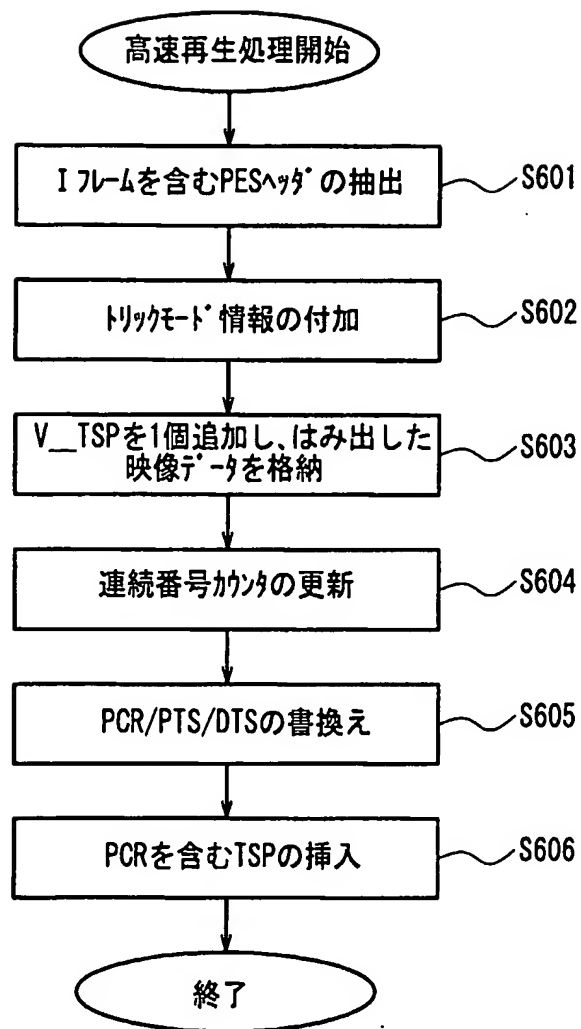 高速再生処理開始
Ｉﾌﾚｰﾑを含むPESﾍｯﾀﾞの抽出
S601
ﾄﾘｯｸﾓｰﾄﾞ情報の付加
S602
V__TSPを1個追加し、はみ出した
映像ﾃﾞｰﾀを格納
S603
連続番号ｶｳﾝﾀの更新
S604
PCR/PTS/DTSの書換え
S605
PCRを含むTSPの挿入
S606
終了